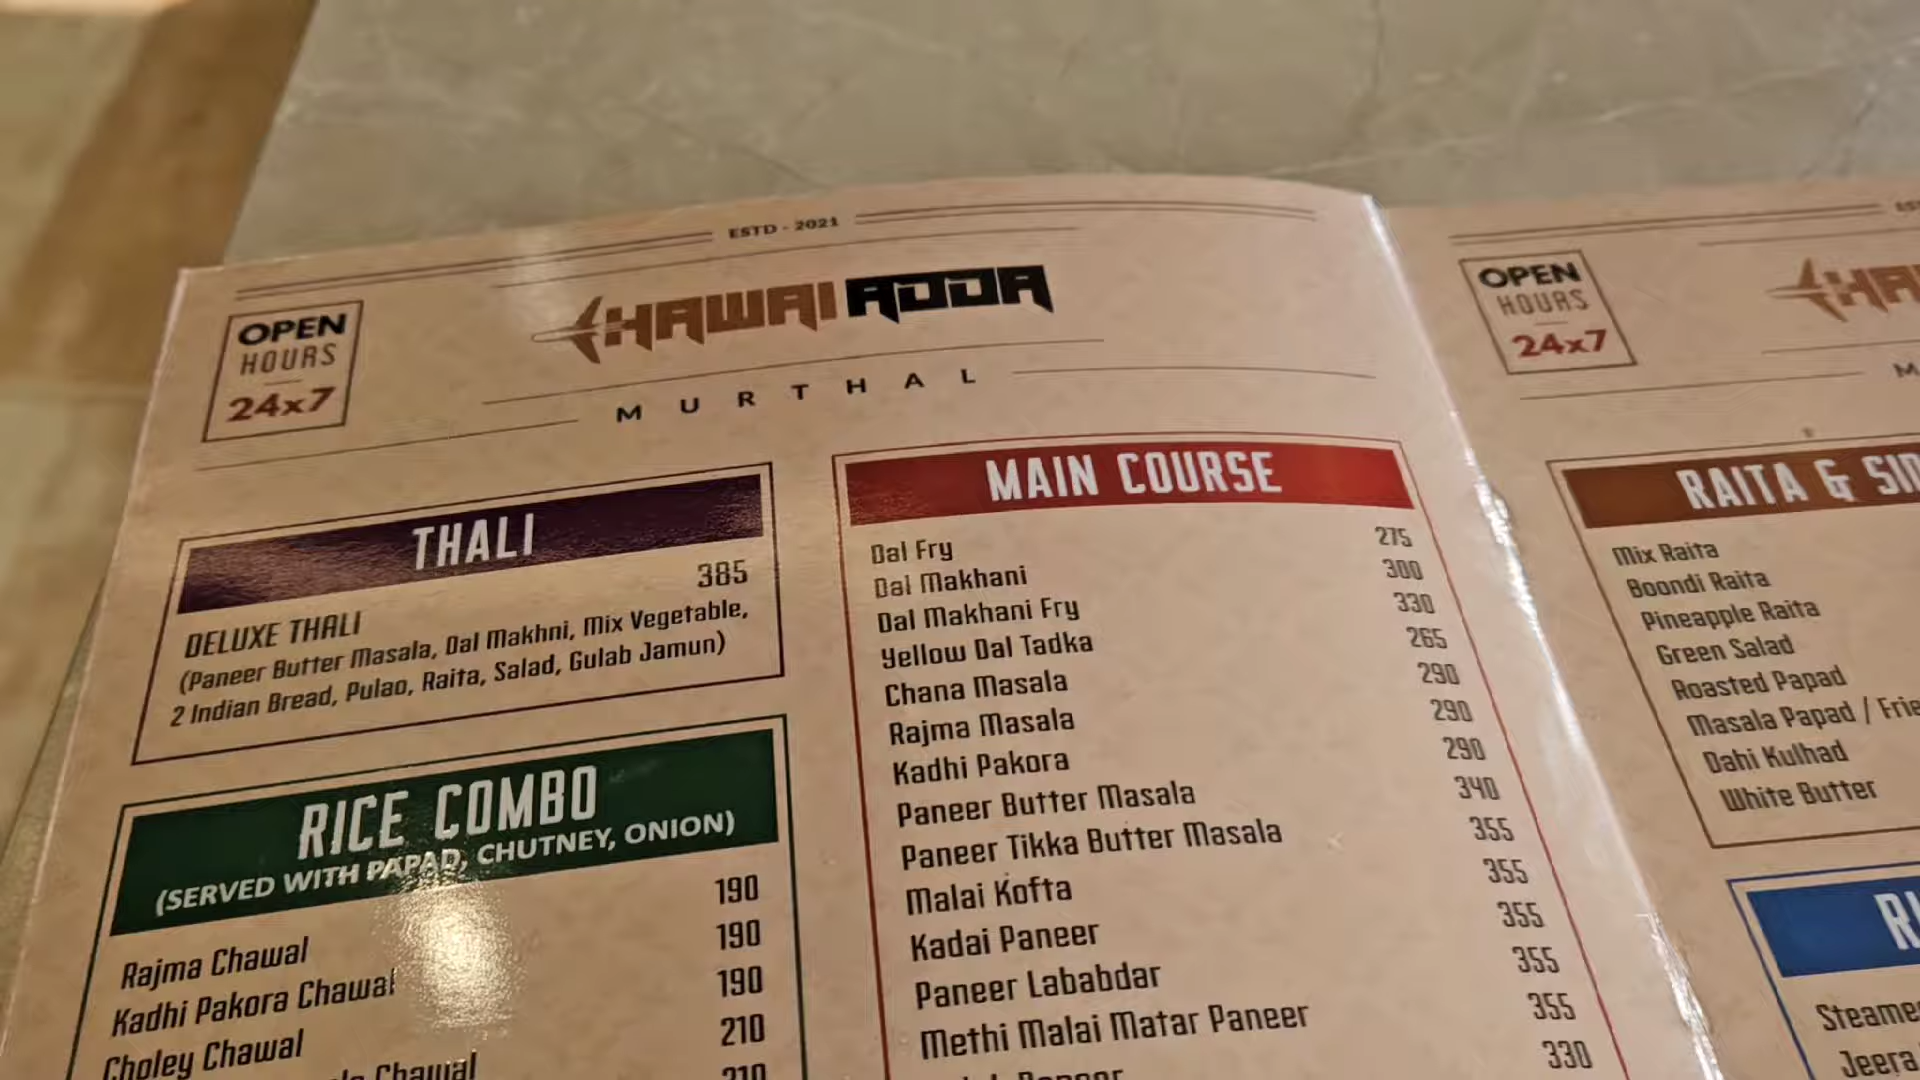 ESTD - 2021
OPEN
HOURS
24x7
HAWAI ADDA
MURTHAL
THALI
DELUXE THALI 385
(Paneer Butter Masala, Dal Makhni, Mix Vegetable,
2 Indian Bread, Pulao, Raita, Salad, Gulab Jamun)
RICE COMBO
(SERVED WITH PAPAD, CHUTNEY, ONION)
Rajma Chawal 190
Kadhi Pakora Chawal 190
Choley Chawal 190
Chawal 210
210
MAIN COURSE
Dal Fry 275
Dal Makhani 300
Dal Makhani Fry 330
Yellow Dal Tadka 265
Chana Masala 290
Rajma Masala 290
Kadhi Pakora 290
Paneer Butter Masala 340
Paneer Tikka Butter Masala 355
Malai Kofta 355
Kadai Paneer 355
Paneer Lababdar 355
Methi Malai Matar Paneer 355
Paneer 330
OPEN
HOURS
24x7
RAITA &
Mix Raita
Boondi Raita
Pineapple Raita
Green Salad
Roasted Papad
Masala Papad /
Dahi Kulhad
White Butter
Jeera